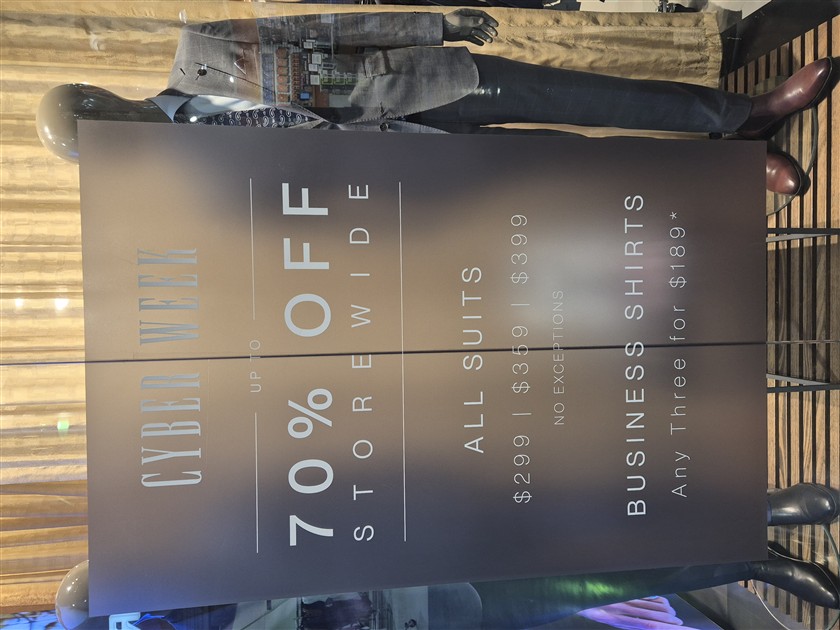 CYBER WEEK
UP TO
70% OFF
STOREWIDE
ALL SUITS
$299 | $359 | $399
NO EXCEPTIONS
BUSINESS SHIRTS
Any Three for $189*